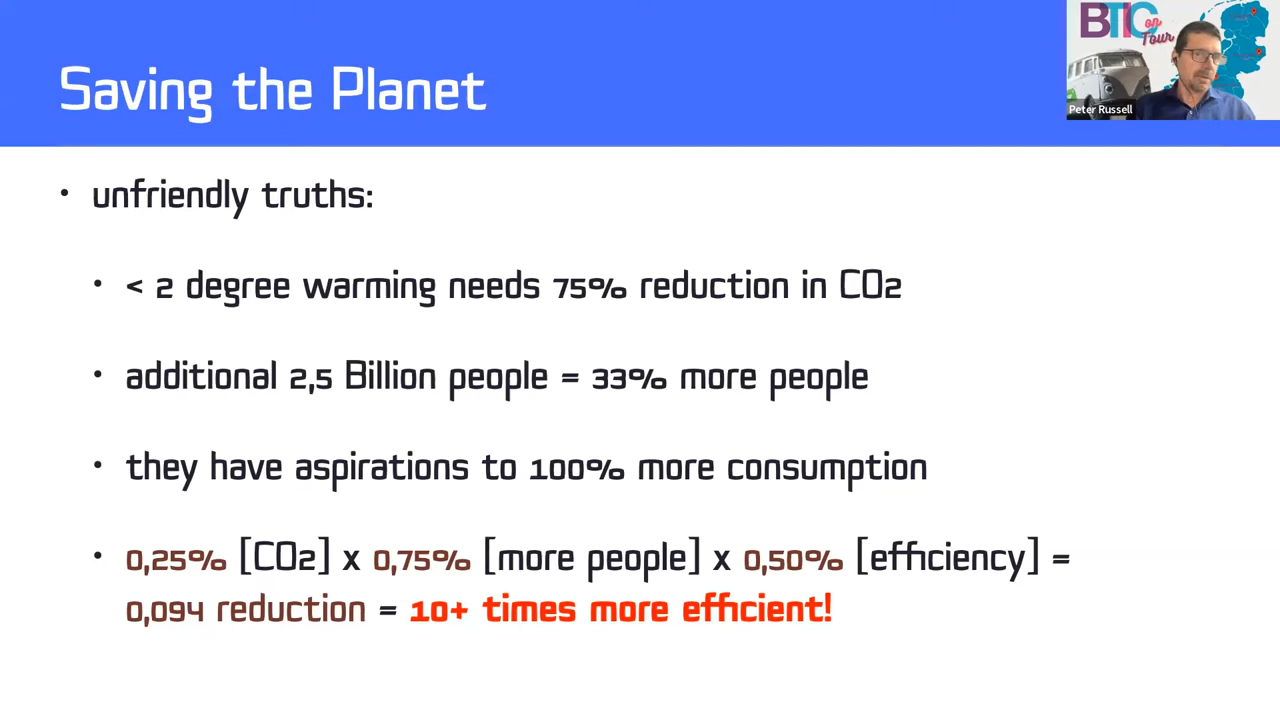 Saving the Planet
BTIC on Tour
Peter Russell
• unfriendly truths:
• < 2 degree warming needs 75% reduction in CO2
• additional 2,5 Billion people = 33% more people
• they have aspirations to 100% more consumption
• 0,25% [CO2] x 0,75% [more people] x 0,50% [efficiency] =
0,094 reduction = 10+ times more efficient!